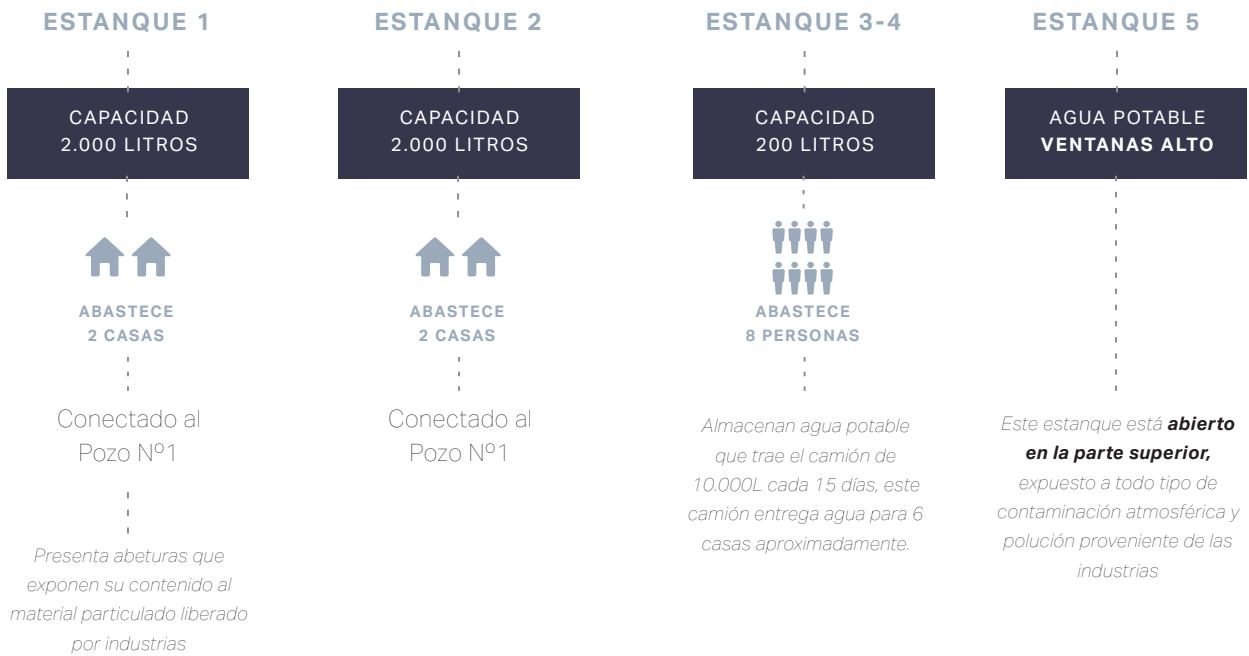 ESTANQUE 1
CAPACIDAD
2.000 LITROS
ABASTECE
2 CASAS
Conectado al
Pozo Nº1
Presenta abeturas que
exponen su contenido al
material particulado liberado
por industrias
ESTANQUE 2
CAPACIDAD
2.000 LITROS
ABASTECE
2 CASAS
Conectado al
Pozo Nº1
ESTANQUE 3-4
CAPACIDAD
200 LITROS
ABASTECE
8 PERSONAS
Almacenan agua potable
que trae el camión de
10.000L cada 15 días, este
camión entrega agua para 6
casas aproximadamente.
ESTANQUE 5
AGUA POTABLE
VENTANAS ALTO
Este estanque está abierto
en la parte superior,
expuesto a todo tipo de
contaminación atmosférica y
polución proveniente de las
industrias